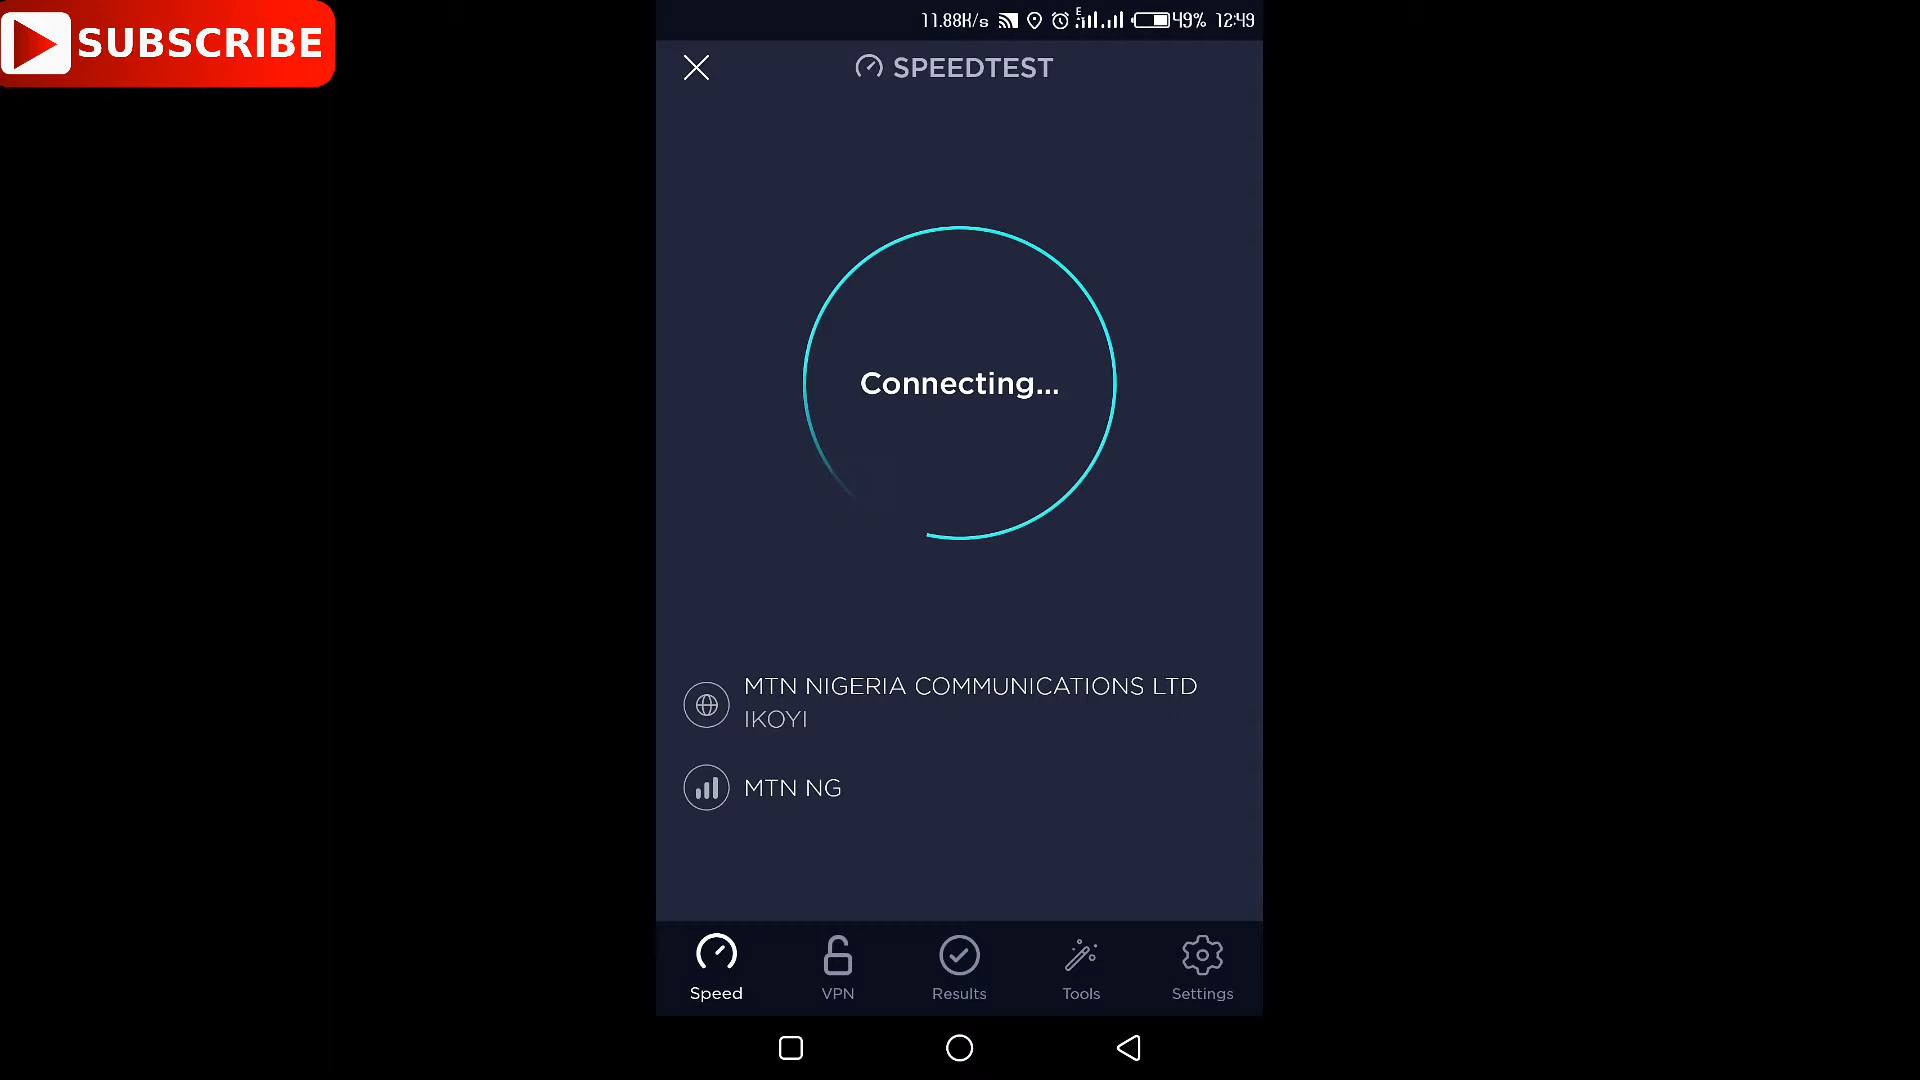 SUBSCRIBE
11.88K/s E 49% 12:49
SPEEDTEST
Connecting...
MTN NIGERIA COMMUNICATIONS LTD
IKOYI
MTN NG
Speed VPN Results Tools Settings